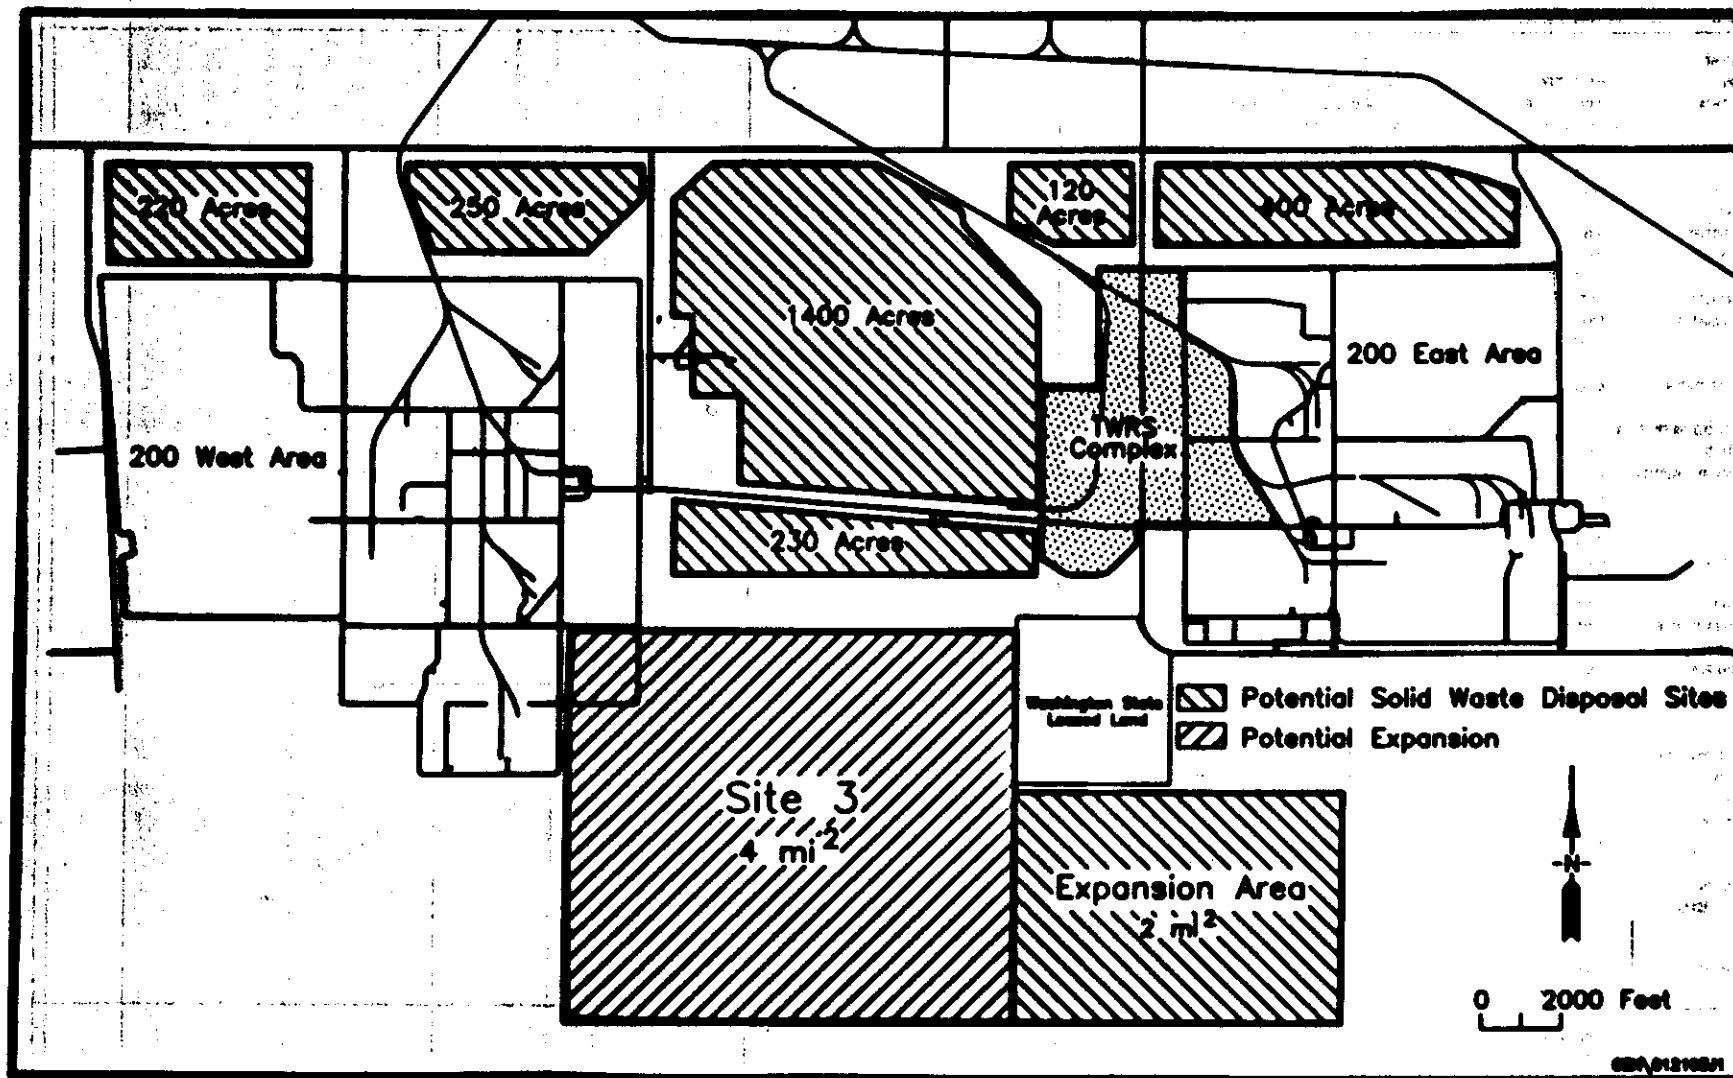 220 Acres
250 Acres
120
Acres
400 Acres
1400 Acres
200 East Area
TWRS
Complex
200 West Area
230 Acres
Washington State
Leased Land
Potential Solid Waste Disposal Sites
Potential Expansion
Site 3
4 mi²
Expansion Area
2 mi²
-N-
0 2000 Feet